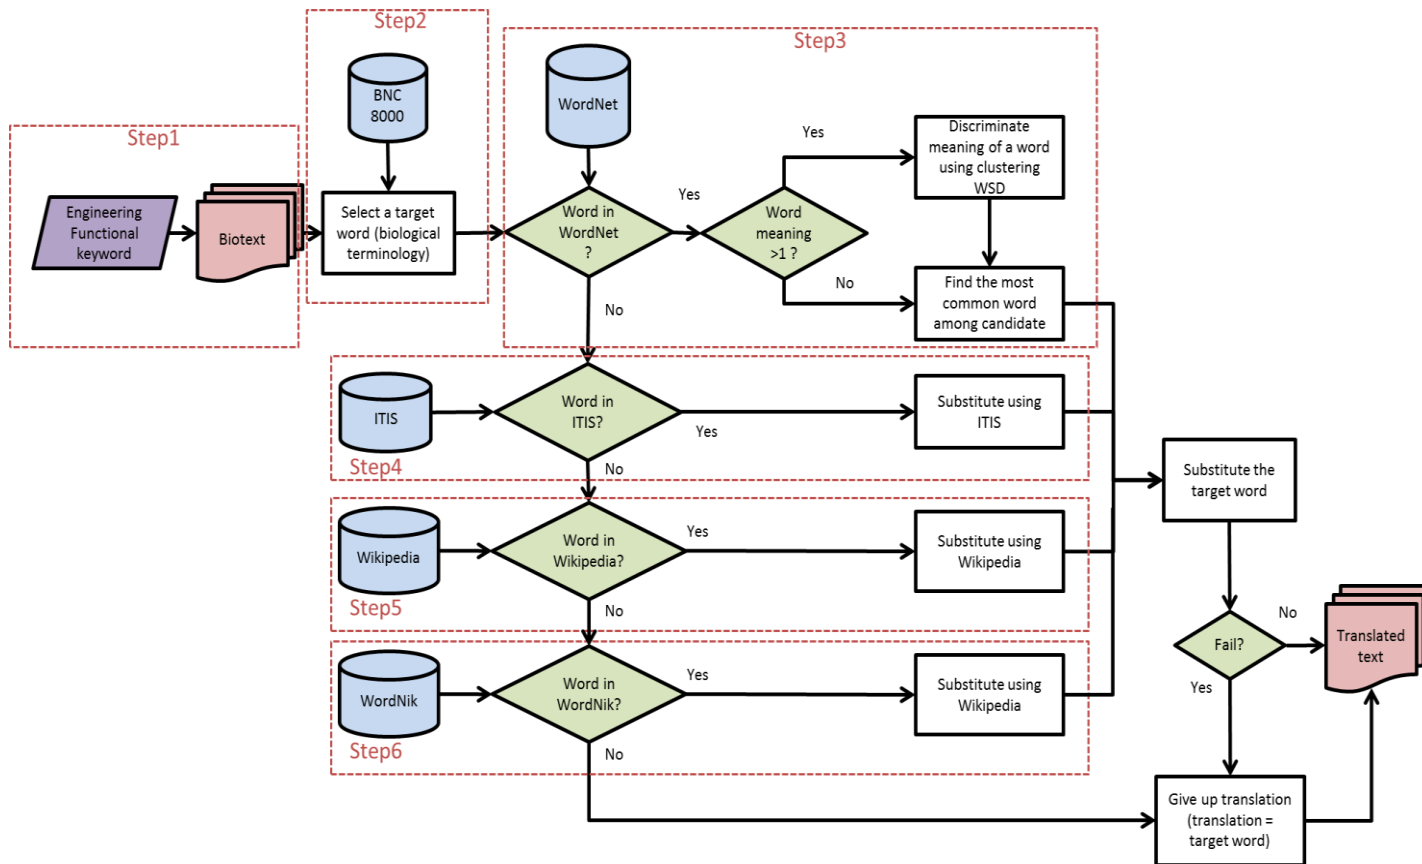 Step1
Engineering
Functional
keyword
Biotext
Step2
BNC
8000
Select a target
word (biological
terminology)
Step3
WordNet
Word in
WordNet
?
Yes
No
Word
meaning
>1 ?
Yes
No
Discriminate
meaning of a word
using clustering
WSD
Find the most
common word
among candidate
Step4
ITIS
Word in
ITIS?
Yes
No
Substitute using
ITIS
Step5
Wikipedia
Word in
Wikipedia?
Yes
No
Substitute using
Wikipedia
Step6
WordNik
Word in
WordNik?
Yes
No
Substitute using
Wikipedia
Substitute the
target word
Fail?
No
Yes
Translated
text
Give up translation
(translation =
target word)